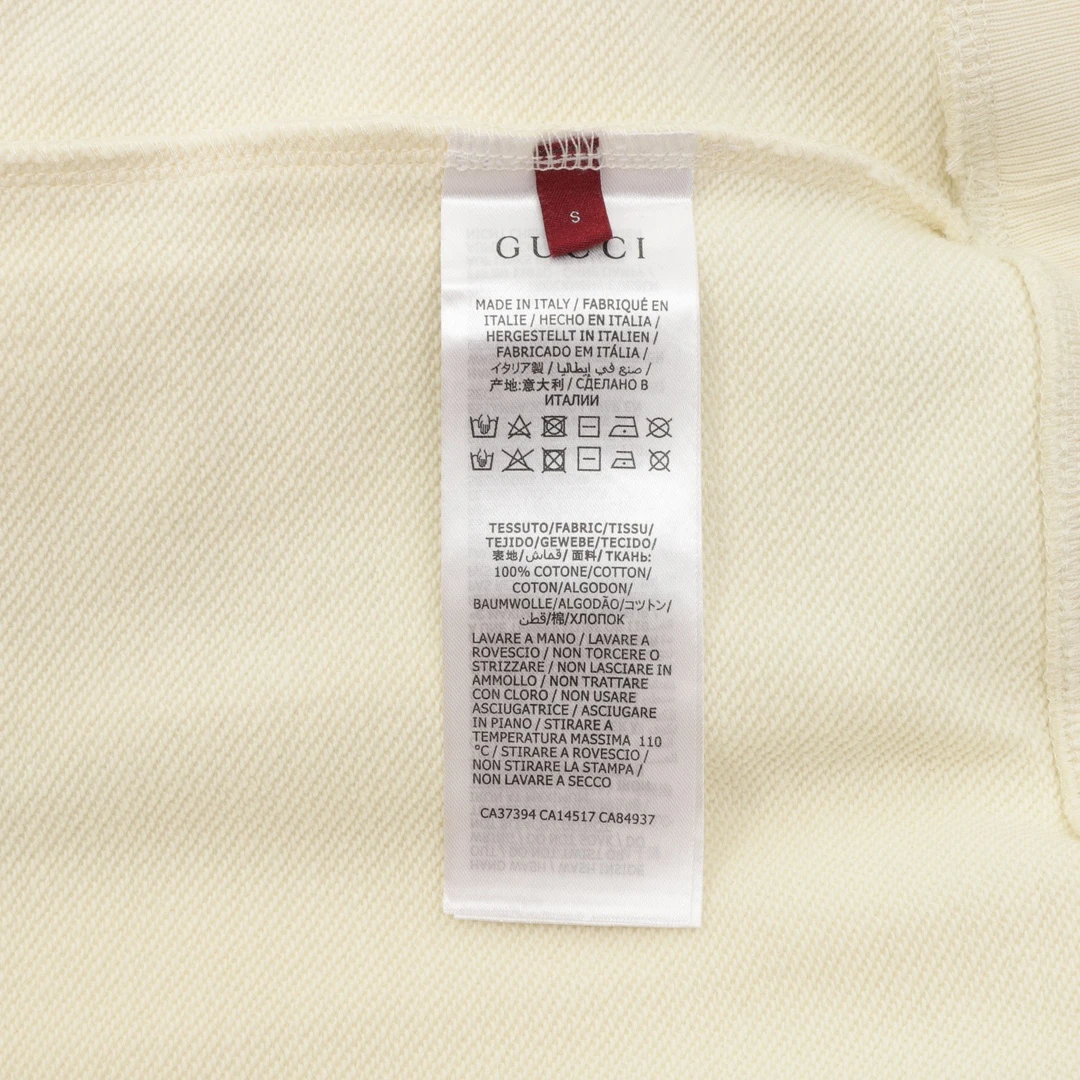 S
GUCCI
MADE IN ITALY / FABRIQUÉ EN
ITALIE / HECHO EN ITALIA /
HERGESTELLT IN ITALIEN /
FABRICADO EM ITÁLIA /
イタリア製 / صنع في إيطاليا /
产地:意大利 / СДЕЛАНО В
ИТАЛИИ
TESSUTO/FABRIC/TISSU/
TEJIDO/GEWEBE/TECIDO/
表地/قماش/面料/ТКАНЬ:
100% COTONE/COTTON/
COTON/ALGODON/
BAUMWOLLE/ALGODÃO/コットン/
قطن/棉/ХЛОПОК
LAVARE A MANO / LAVARE A
ROVESCIO / NON TORCERE O
STRIZZARE / NON LASCIARE IN
AMMOLLO / NON TRATTARE
CON CLORO / NON USARE
ASCIUGATRICE / ASCIUGARE
IN PIANO / STIRARE A
TEMPERATURA MASSIMA 110
°C / STIRARE A ROVESCIO /
NON STIRARE LA STAMPA /
NON LAVARE A SECCO
CA37394 CA14517 CA84937